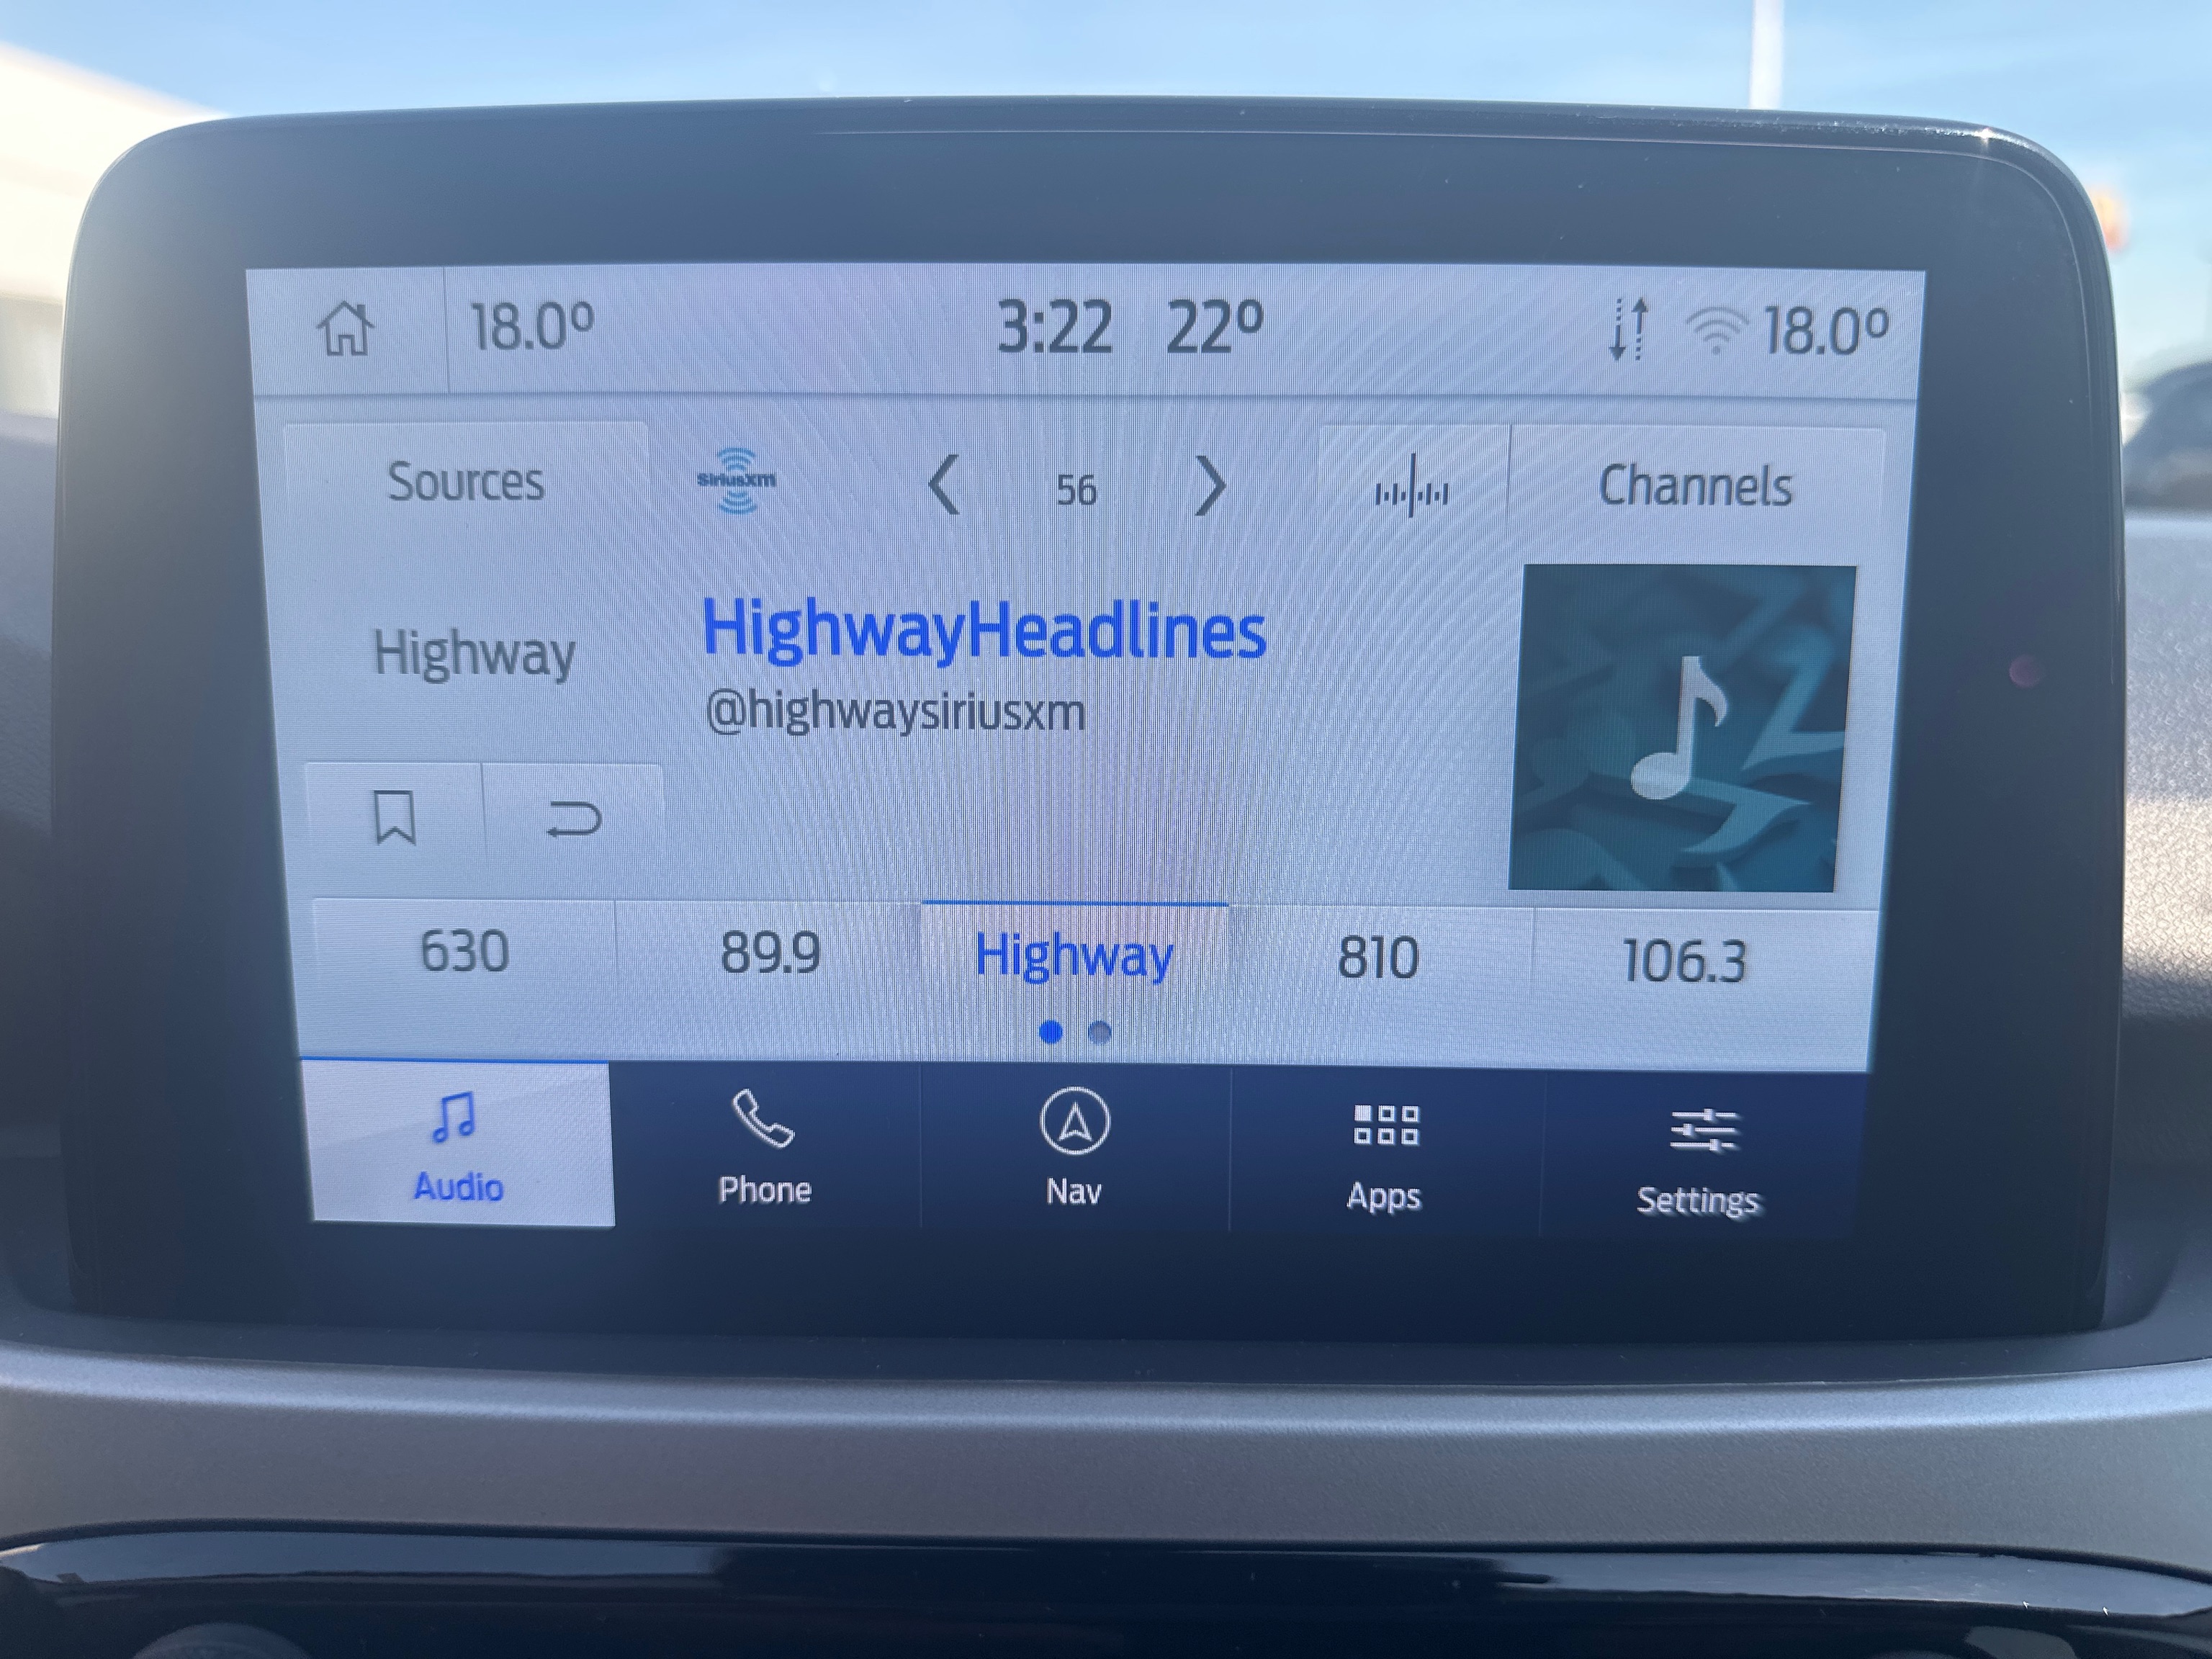 18.0° 3:22 22° 18.0°
Sources SiriusXM 56 Channels
Highway
HighwayHeadlines
@highwaysiriusxm
630 89.9 Highway 810 106.3
Audio Phone Nav Apps Settings